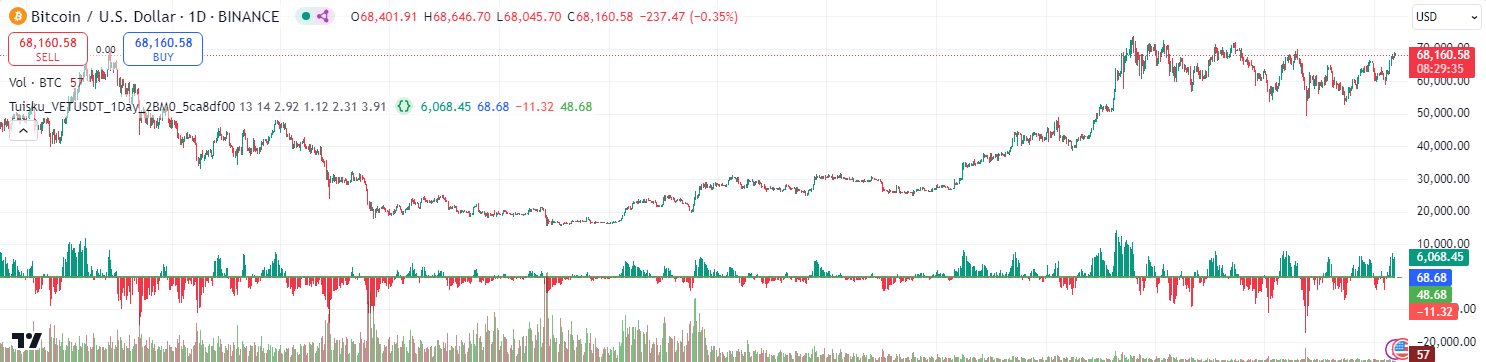 Bitcoin / U.S. Dollar · 1D · BINANCE O68,401.91 H68,646.70 L68,045.70 C68,160.58 −237.47 (−0.35%)
USD
68,160.58
SELL
0.00
68,160.58
BUY
Vol · BTC 57
Tuisku_VETUSDT_1Day_2BM0_5ca8df00 13 14 2.92 1.12 2.31 3.91 {} 6,068.45 68.68 −11.32 48.68
68,160.58
08:29:35
60,000.00
50,000.00
40,000.00
30,000.00
20,000.00
10,000.00
6,068.45
68.68
48.68
−11.32
−20,000.00
57